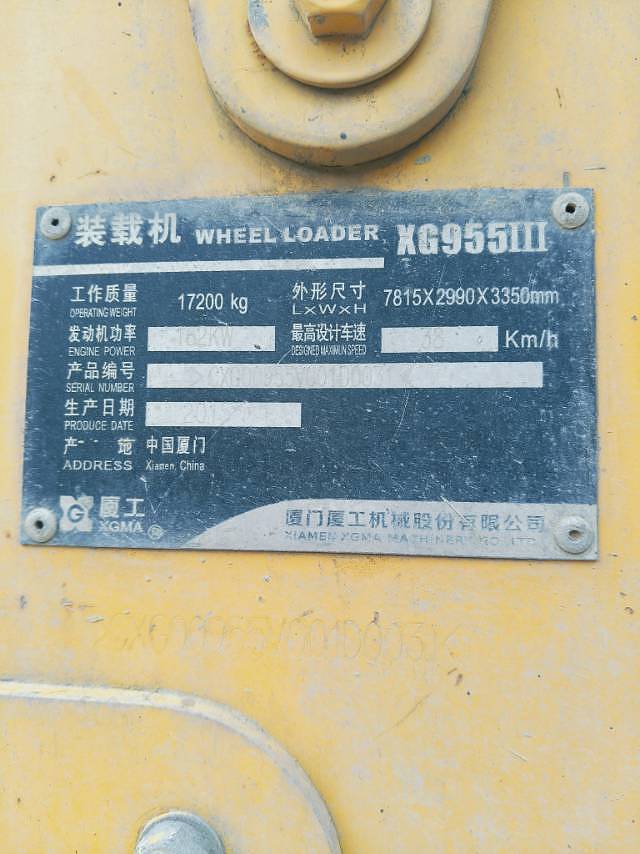 装载机 WHEEL LOADER XG955III
工作质量 17200 kg 外形尺寸 7815X2990X3350mm
OPERATING WEIGHT LxWxH
发动机功率 162KW 最高设计车速 38 Km/h
ENGINE POWER DESIGNED MAXIMUN SPEED
产品编号
SERIAL NUMBER
生产日期
PRODUCE DATE
产 地 中国厦门
ADDRESS Xiamen, China
厦工 厦门厦工机械股份有限公司
XGMA XIAMEN XGMA MACHINERY CO LTD